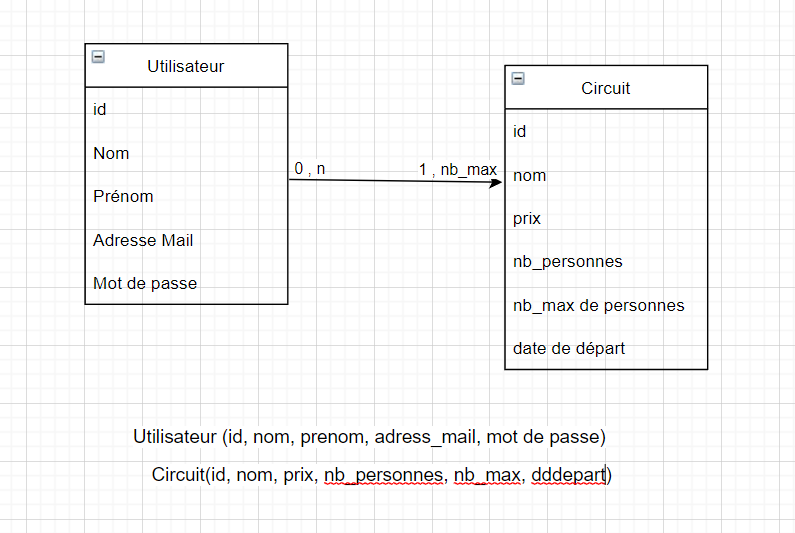 Utilisateur
id
Nom
Prénom
Adresse Mail
Mot de passe
0 , n
1 , nb_max
Circuit
id
nom
prix
nb_personnes
nb_max de personnes
date de départ
Utilisateur (id, nom, prenom, adress_mail, mot de passe)
Circuit(id, nom, prix, nb_personnes, nb_max, dddepart)